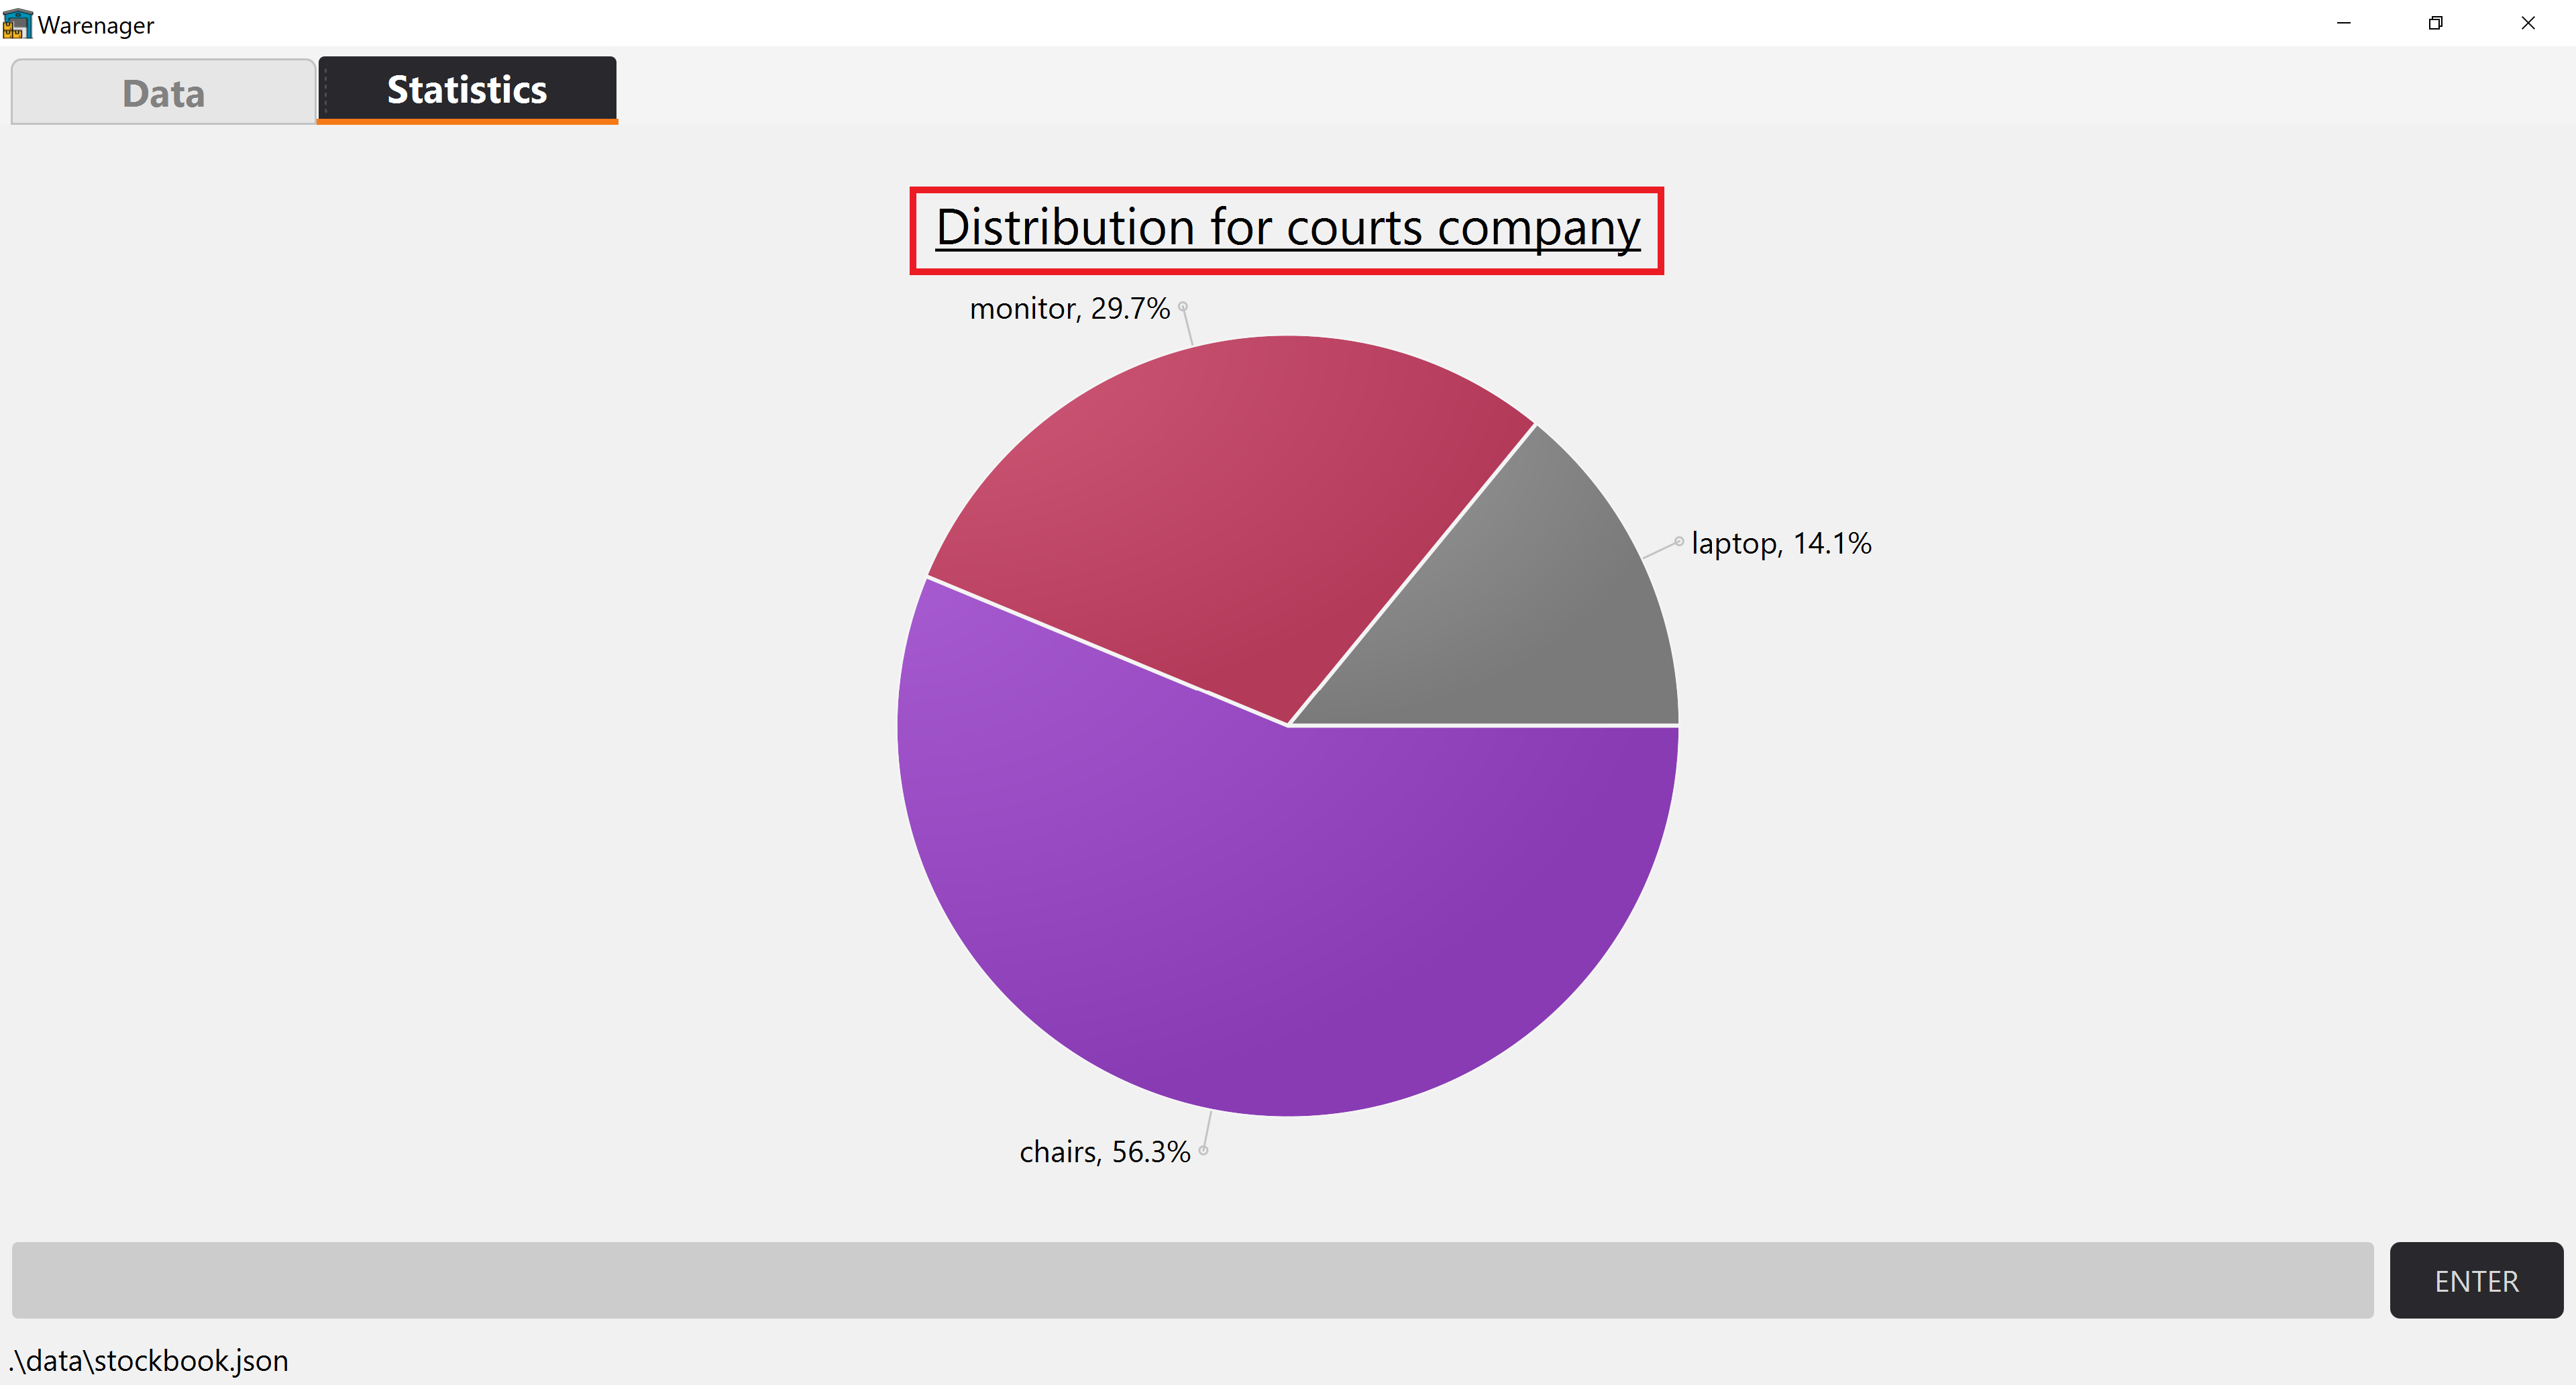 Warenager
Data
Statistics
Distribution for courts company
monitor, 29.7%
laptop, 14.1%
chairs, 56.3%
ENTER
.\data\stockbook.json